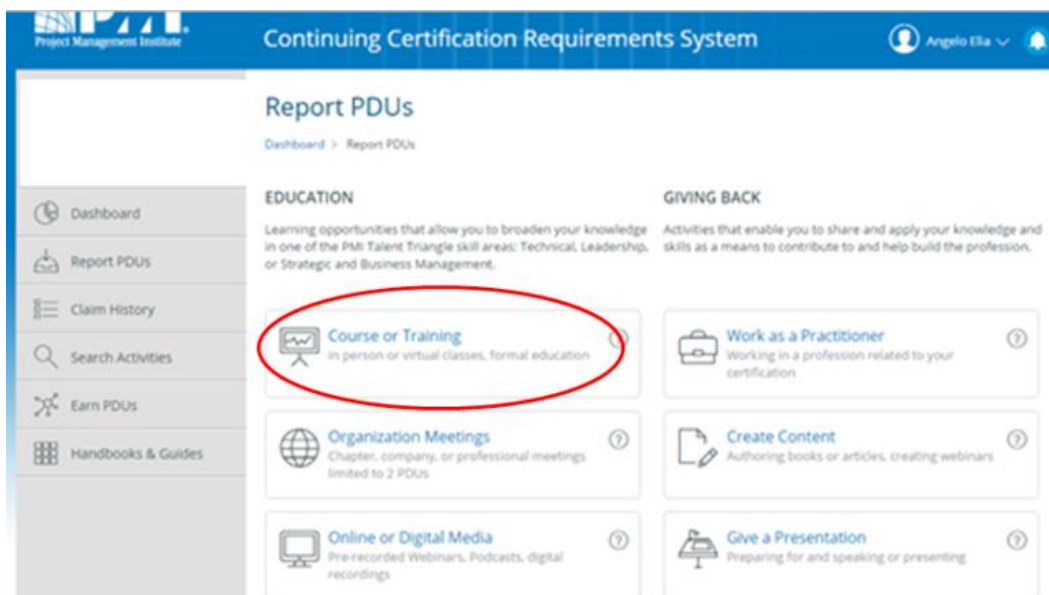 Project Management Institute
Continuing Certification Requirements System
Angelo Elia
Report PDUs
Dashboard > Report PDUs
Dashboard
Report PDUs
Claim History
Search Activities
Earn PDUs
Handbooks & Guides
EDUCATION
Learning opportunities that allow you to broaden your knowledge
in one of the PMI Talent Triangle skill areas: Technical, Leadership,
or Strategic and Business Management.
Course or Training
In person or virtual classes, formal education
Organization Meetings
Chapter, company, or professional meetings
limited to 2 PDUs
Online or Digital Media
Pre-recorded Webinars, Podcasts, digital
recordings
GIVING BACK
Activities that enable you to share and apply your knowledge and
skills as a means to contribute to and help build the profession.
Work as a Practitioner
Working in a profession related to your
certification
Create Content
Authoring books or articles, creating webinars
Give a Presentation
Preparing for and speaking or presenting